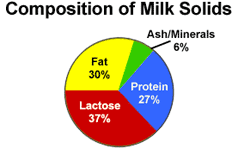 Composition of Milk Solids
Ash/Minerals
6%
Fat
30%
Protein
27%
Lactose
37%